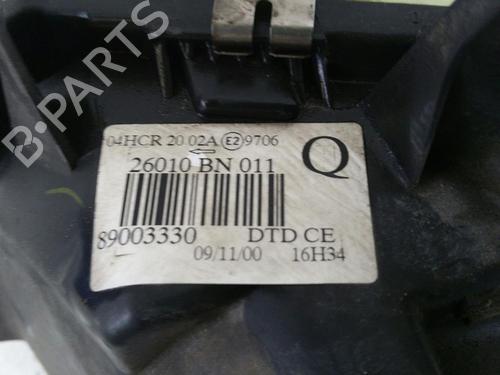 B-PARTS
04HCR 20 02A E2 9706
26010 BN 011
Q
89003330 DTD CE
09/11/00 16H34